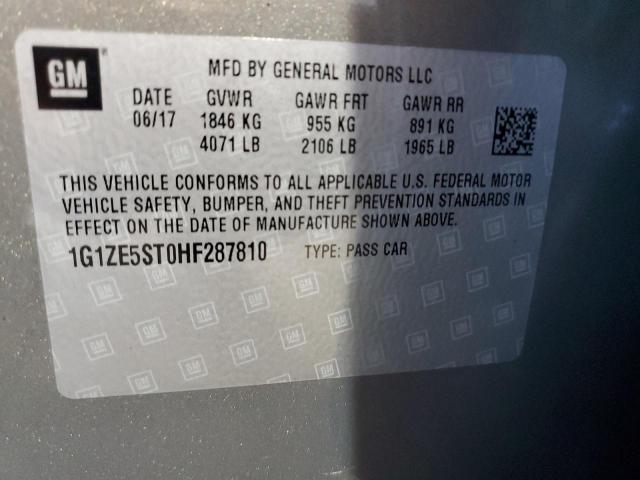 GM
MFD BY GENERAL MOTORS LLC
DATE GVWR GAWR FRT GAWR RR
06/17 1846 KG 955 KG 891 KG
4071 LB 2106 LB 1965 LB
THIS VEHICLE CONFORMS TO ALL APPLICABLE U.S. FEDERAL MOTOR
VEHICLE SAFETY, BUMPER, AND THEFT PREVENTION STANDARDS IN
EFFECT ON THE DATE OF MANUFACTURE SHOWN ABOVE.
1G1ZE5ST0HF287810 TYPE: PASS CAR